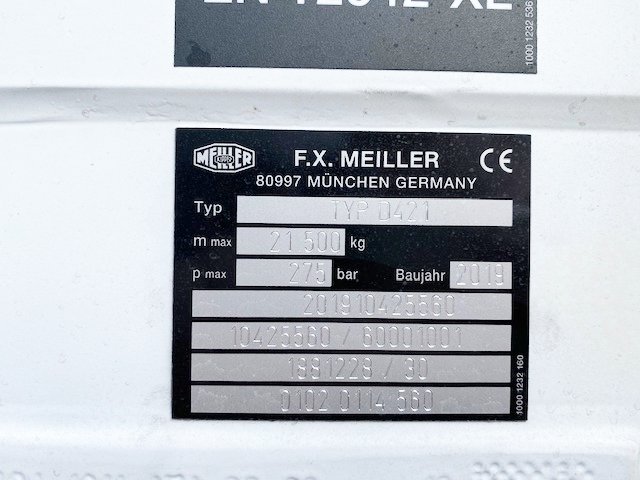 EN 12642-XL
1000 1232 536
MEILLER
F.X. MEILLER CE
80997 MÜNCHEN GERMANY
Typ TYP D421
m max 21 500 kg
p max 275 bar Baujahr 2019
201910425560
10425560 / 60001001
1881228 / 30
0102 0114 560
1000 1232 160